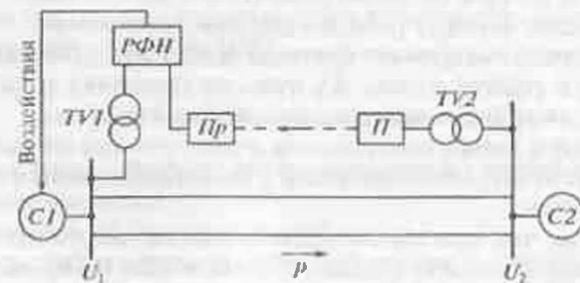 РФН
Воздействия
TV1
Пр
П
TV2
C1
C2
U₁
p
U₂